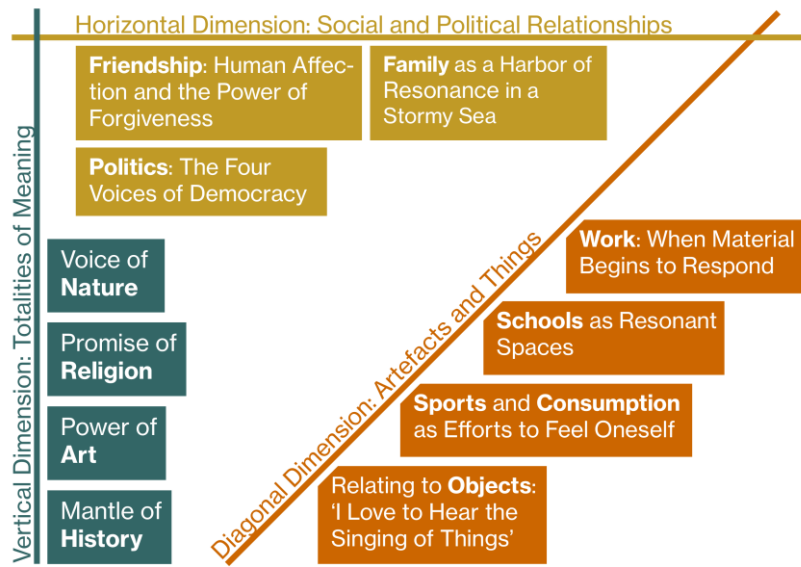 Horizontal Dimension: Social and Political Relationships
Friendship: Human Affec-
tion and the Power of
Forgiveness
Family as a Harbor of
Resonance in a
Stormy Sea
Politics: The Four
Voices of Democracy
Vertical Dimension: Totalities of Meaning
Voice of
Nature
Promise of
Religion
Power of
Art
Mantle of
History
Diagonal Dimension: Artefacts and Things
Work: When Material
Begins to Respond
Schools as Resonant
Spaces
Sports and Consumption
as Efforts to Feel Oneself
Relating to Objects:
‘I Love to Hear the
Singing of Things’